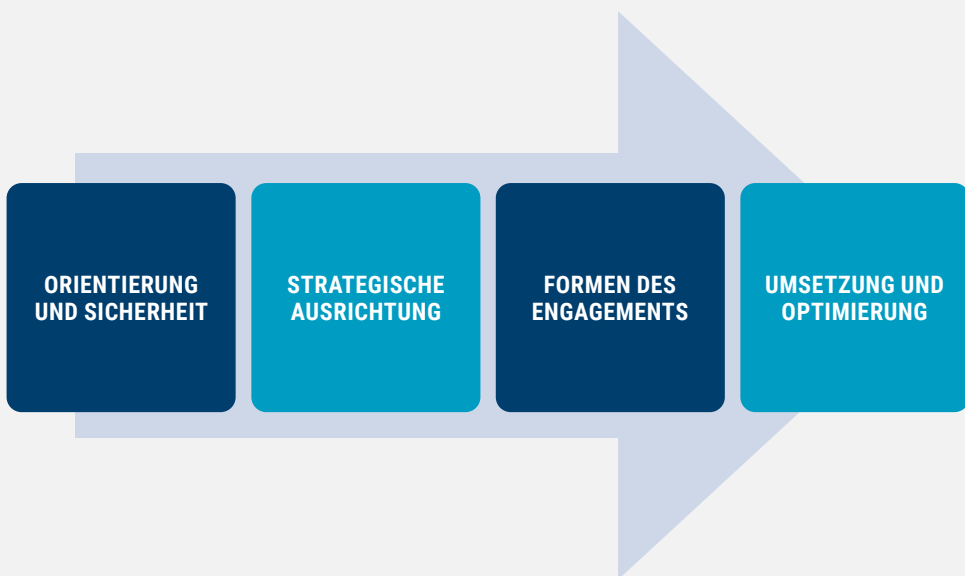 ORIENTIERUNG
UND SICHERHEIT
STRATEGISCHE
AUSRICHTUNG
FORMEN DES
ENGAGEMENTS
UMSETZUNG UND
OPTIMIERUNG